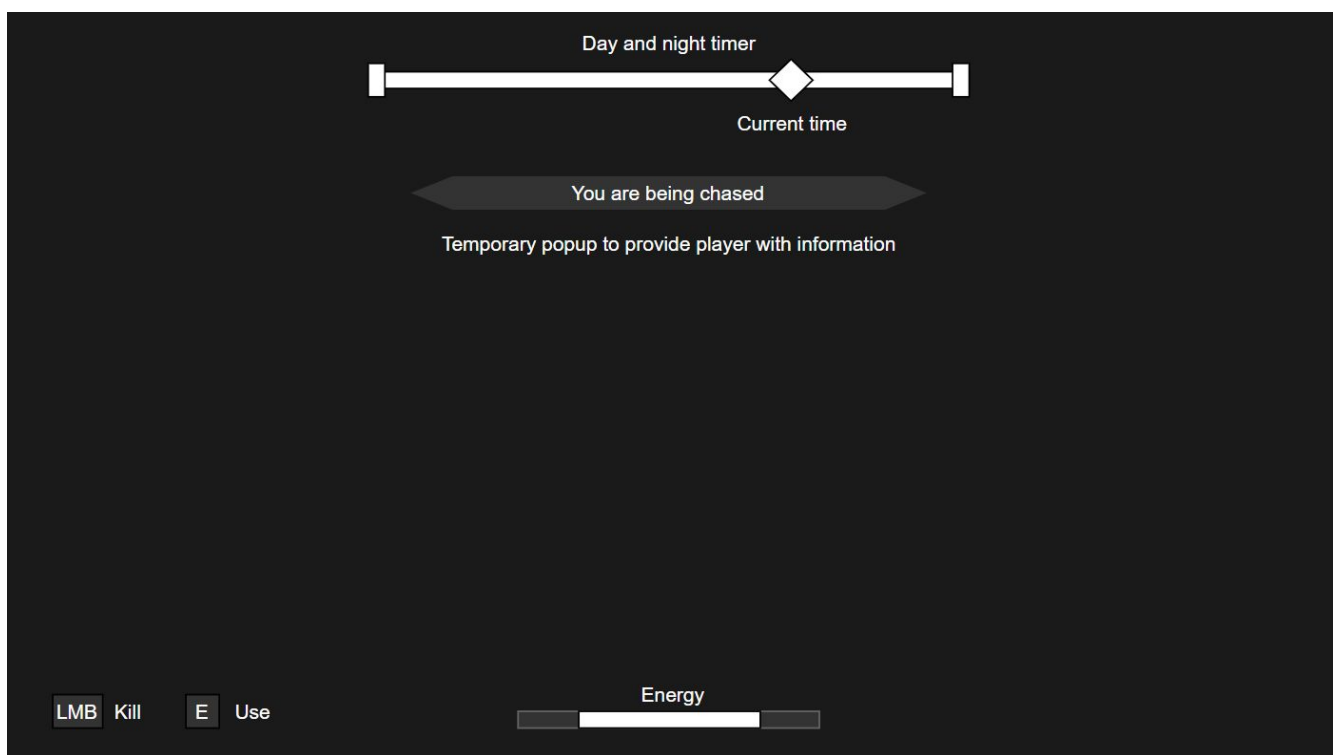 Day and night timer
Current time
You are being chased
Temporary popup to provide player with information
Energy
LMB Kill E Use